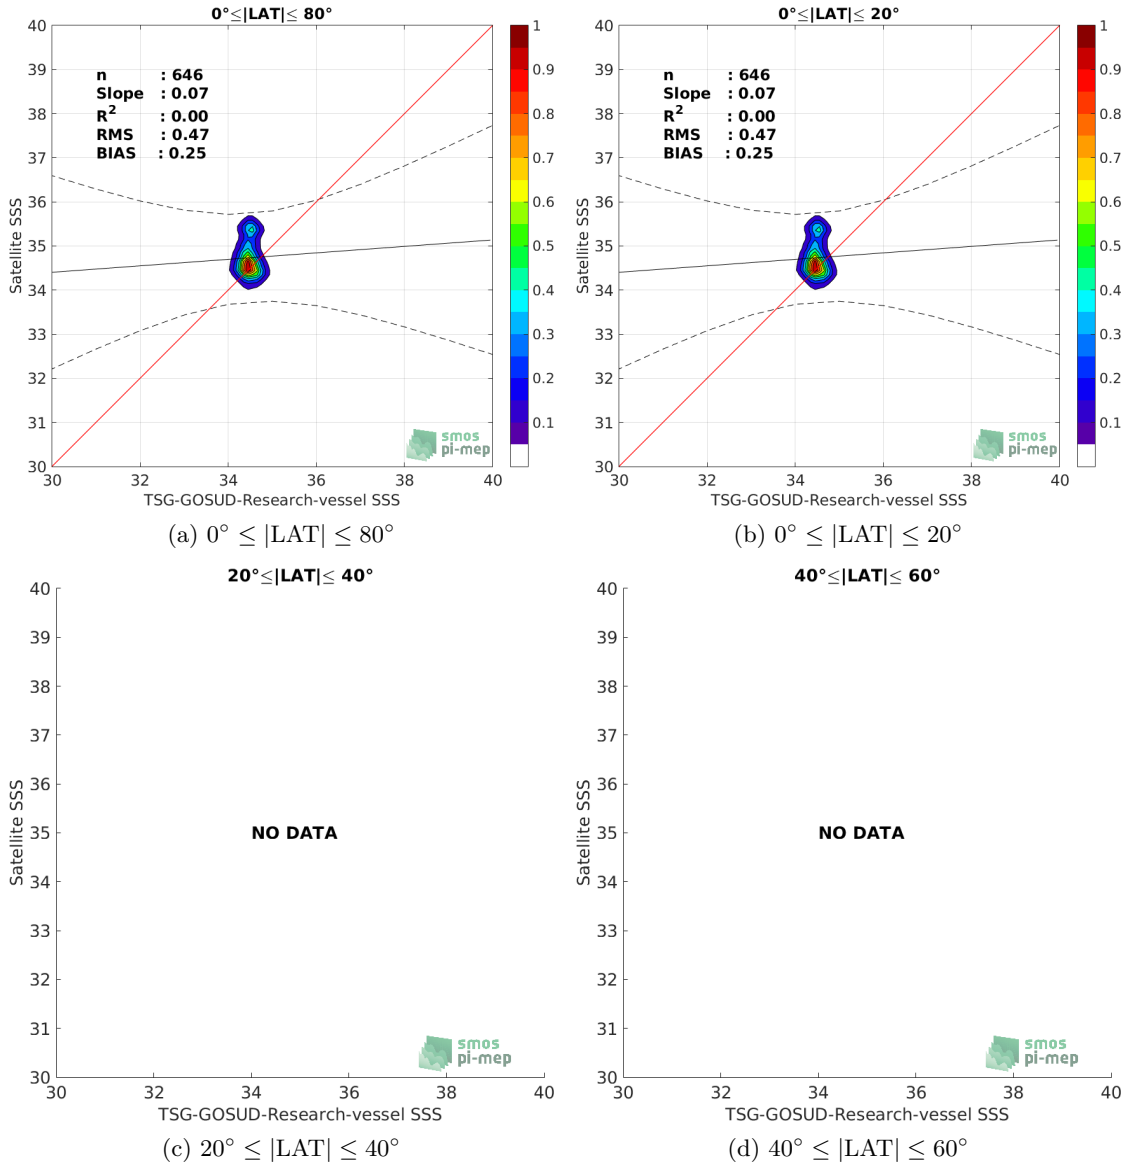 0°≤|LAT|≤ 80°
n : 646
Slope : 0.07
R² : 0.00
RMS : 0.47
BIAS : 0.25
40
39
38
37
36
35
34
33
32
31
30
Satellite SSS
30 32 34 36 38 40
TSG-GOSUD-Research-vessel SSS
1
0.9
0.8
0.7
0.6
0.5
0.4
0.3
0.2
0.1
smos
pi-mep
(a) 0° ≤ |LAT| ≤ 80°
0°≤|LAT|≤ 20°
n : 646
Slope : 0.07
R² : 0.00
RMS : 0.47
BIAS : 0.25
40
39
38
37
36
35
34
33
32
31
30
Satellite SSS
30 32 34 36 38 40
TSG-GOSUD-Research-vessel SSS
1
0.9
0.8
0.7
0.6
0.5
0.4
0.3
0.2
0.1
smos
pi-mep
(b) 0° ≤ |LAT| ≤ 20°
20°≤|LAT|≤ 40°
40
39
38
37
36
35
34
33
32
31
30
Satellite SSS
NO DATA
30 32 34 36 38 40
TSG-GOSUD-Research-vessel SSS
smos
pi-mep
(c) 20° ≤ |LAT| ≤ 40°
40°≤|LAT|≤ 60°
40
39
38
37
36
35
34
33
32
31
30
Satellite SSS
NO DATA
30 32 34 36 38 40
TSG-GOSUD-Research-vessel SSS
smos
pi-mep
(d) 40° ≤ |LAT| ≤ 60°